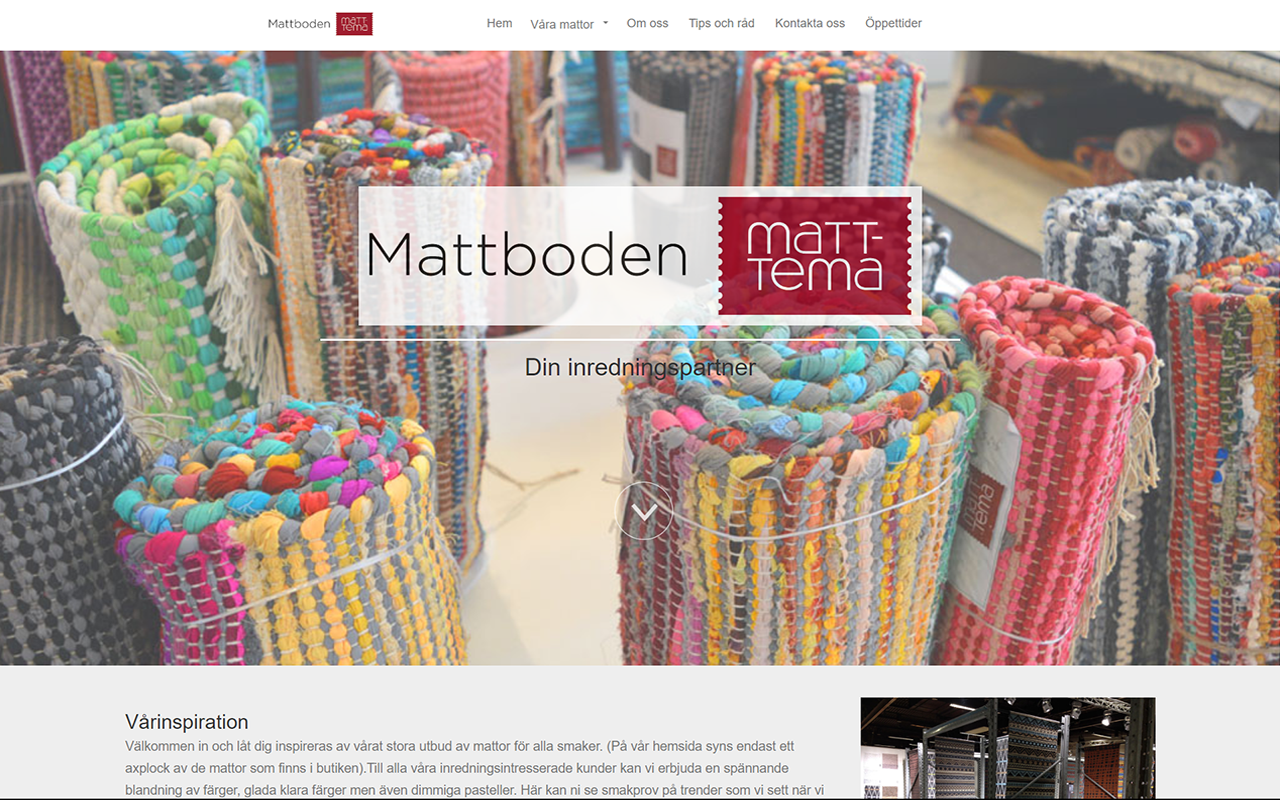 Mattboden MATT-TEMA
Hem Våra mattor Om oss Tips och råd Kontakta oss Öppettider
Mattboden
maTT-
Tema
Din inredningspartner
MATT-
TEMA
Vårinspiration
Välkommen in och låt dig inspireras av vårat stora utbud av mattor för alla smaker. (På vår hemsida syns endast ett
axplock av de mattor som finns i butiken).Till alla våra inredningsintresserade kunder kan vi erbjuda en spännande
blandning av färger, glada klara färger men även dimmiga pasteller. Här kan ni se smakprov på trender som vi sett när vi